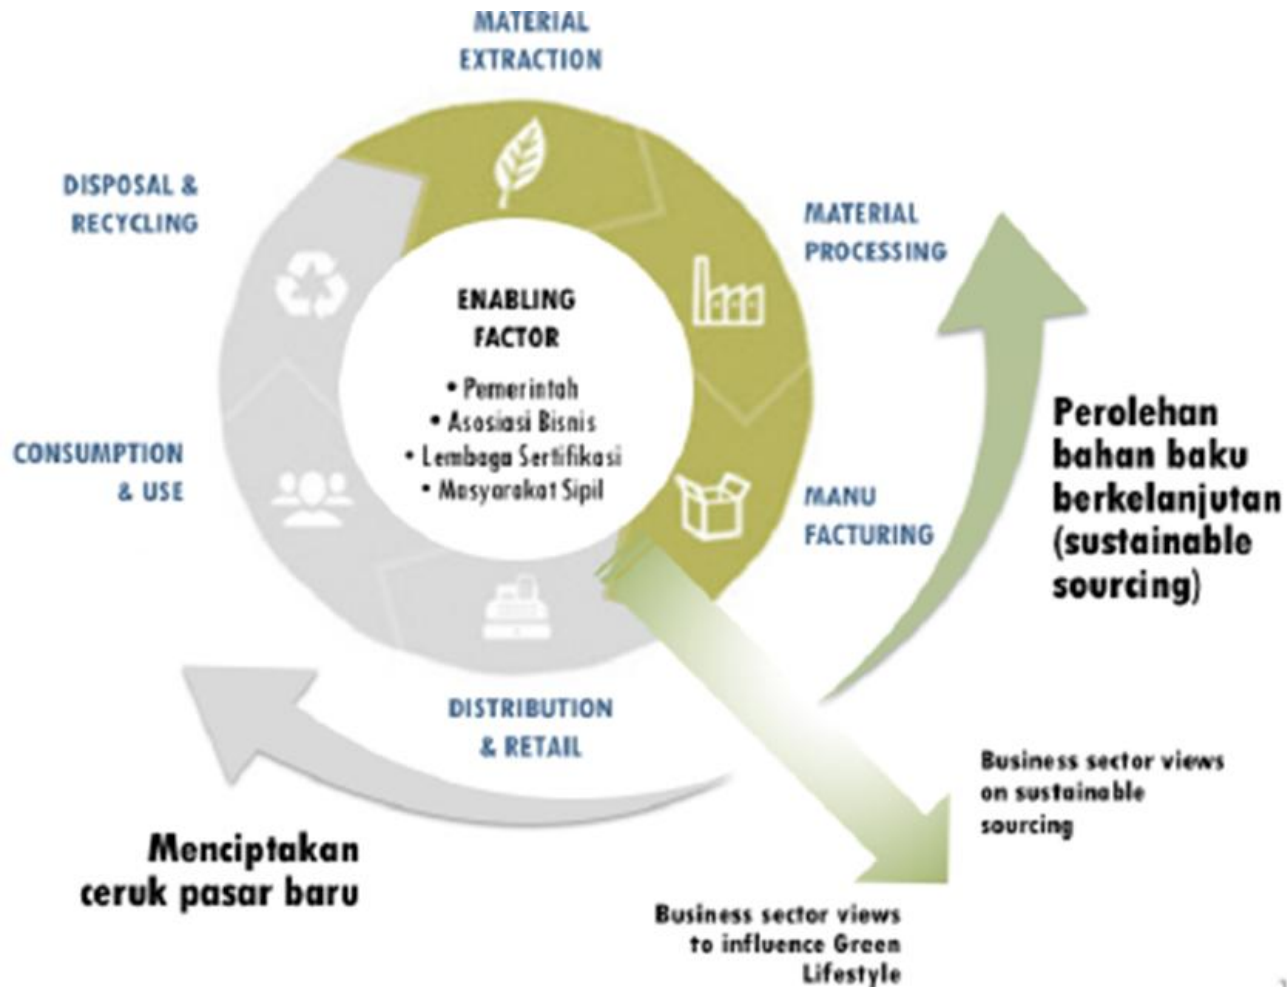 MATERIAL
EXTRACTION
DISPOSAL &
RECYCLING
MATERIAL
PROCESSING
ENABLING
FACTOR
• Pemerintah
• Asosiasi Bisnis
• Lembaga Sertifikasi
• Masyarakat Sipil
CONSUMPTION
& USE
MANU
FACTURING
Perolehan
bahan baku
berkelanjutan
(sustainable
sourcing)
DISTRIBUTION
& RETAIL
Menciptakan
ceruk pasar baru
Business sector views
on sustainable
sourcing
Business sector views
to influence Green
Lifestyle